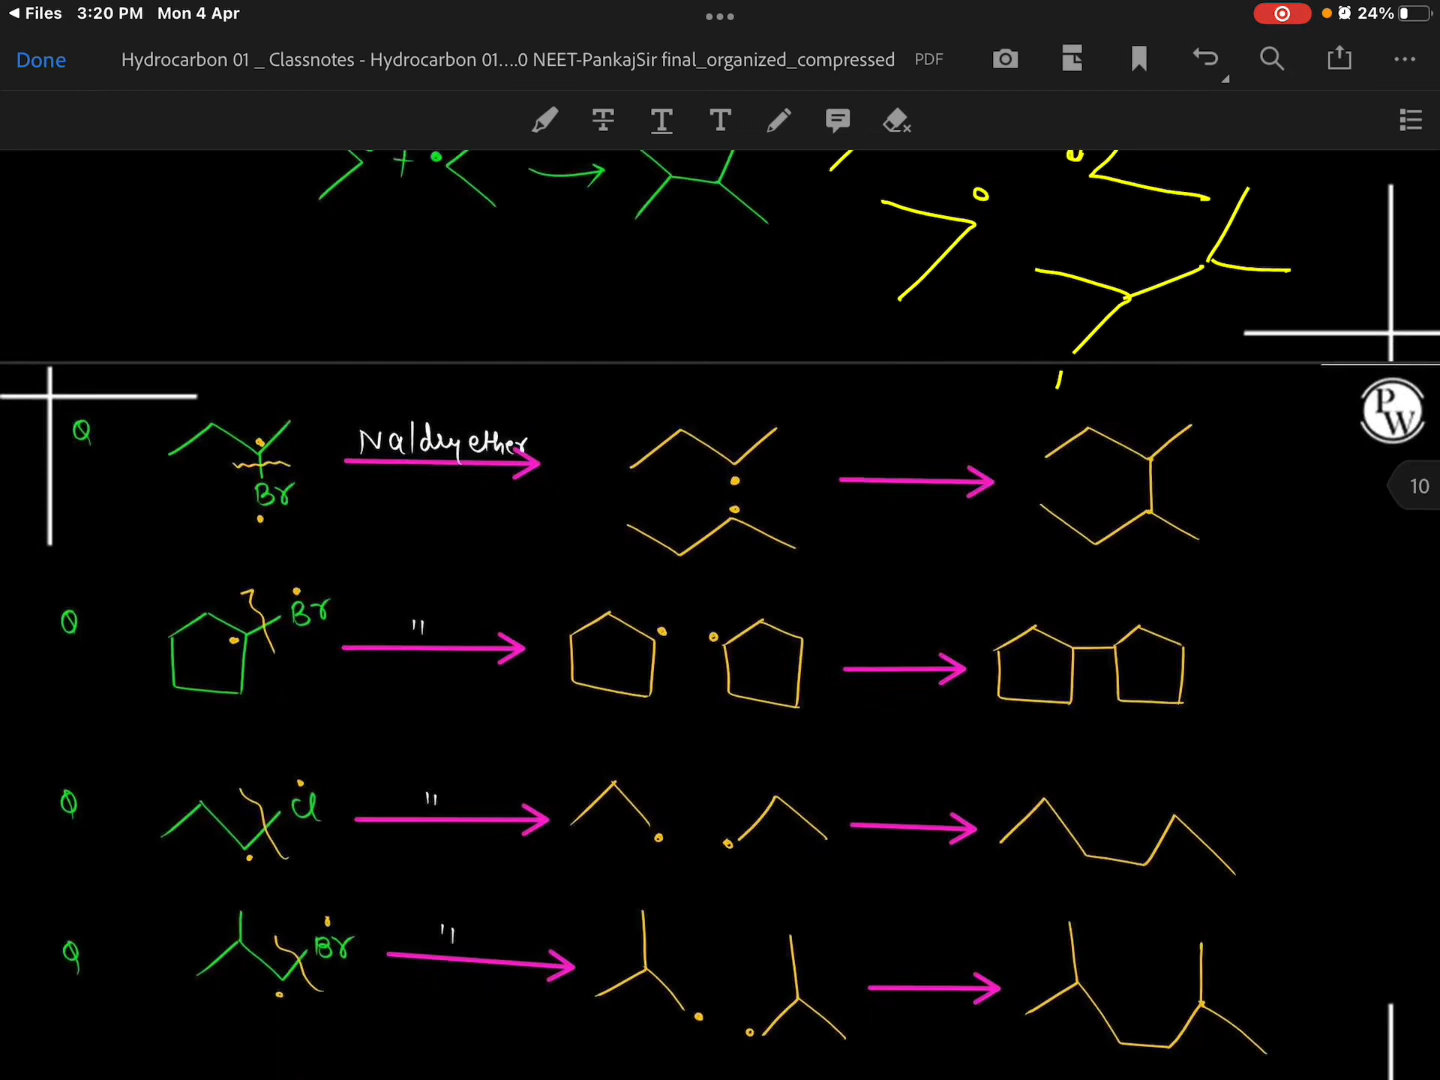 Files 3:20 PM Mon 4 Apr 24%
Done Hydrocarbon 01 _ Classnotes - Hydrocarbon 01....0 NEET-PankajSir final_organized_compressed PDF
+
PW
Q Br Na/dry ether
10
Q Br "
Q Cl "
Q Br "